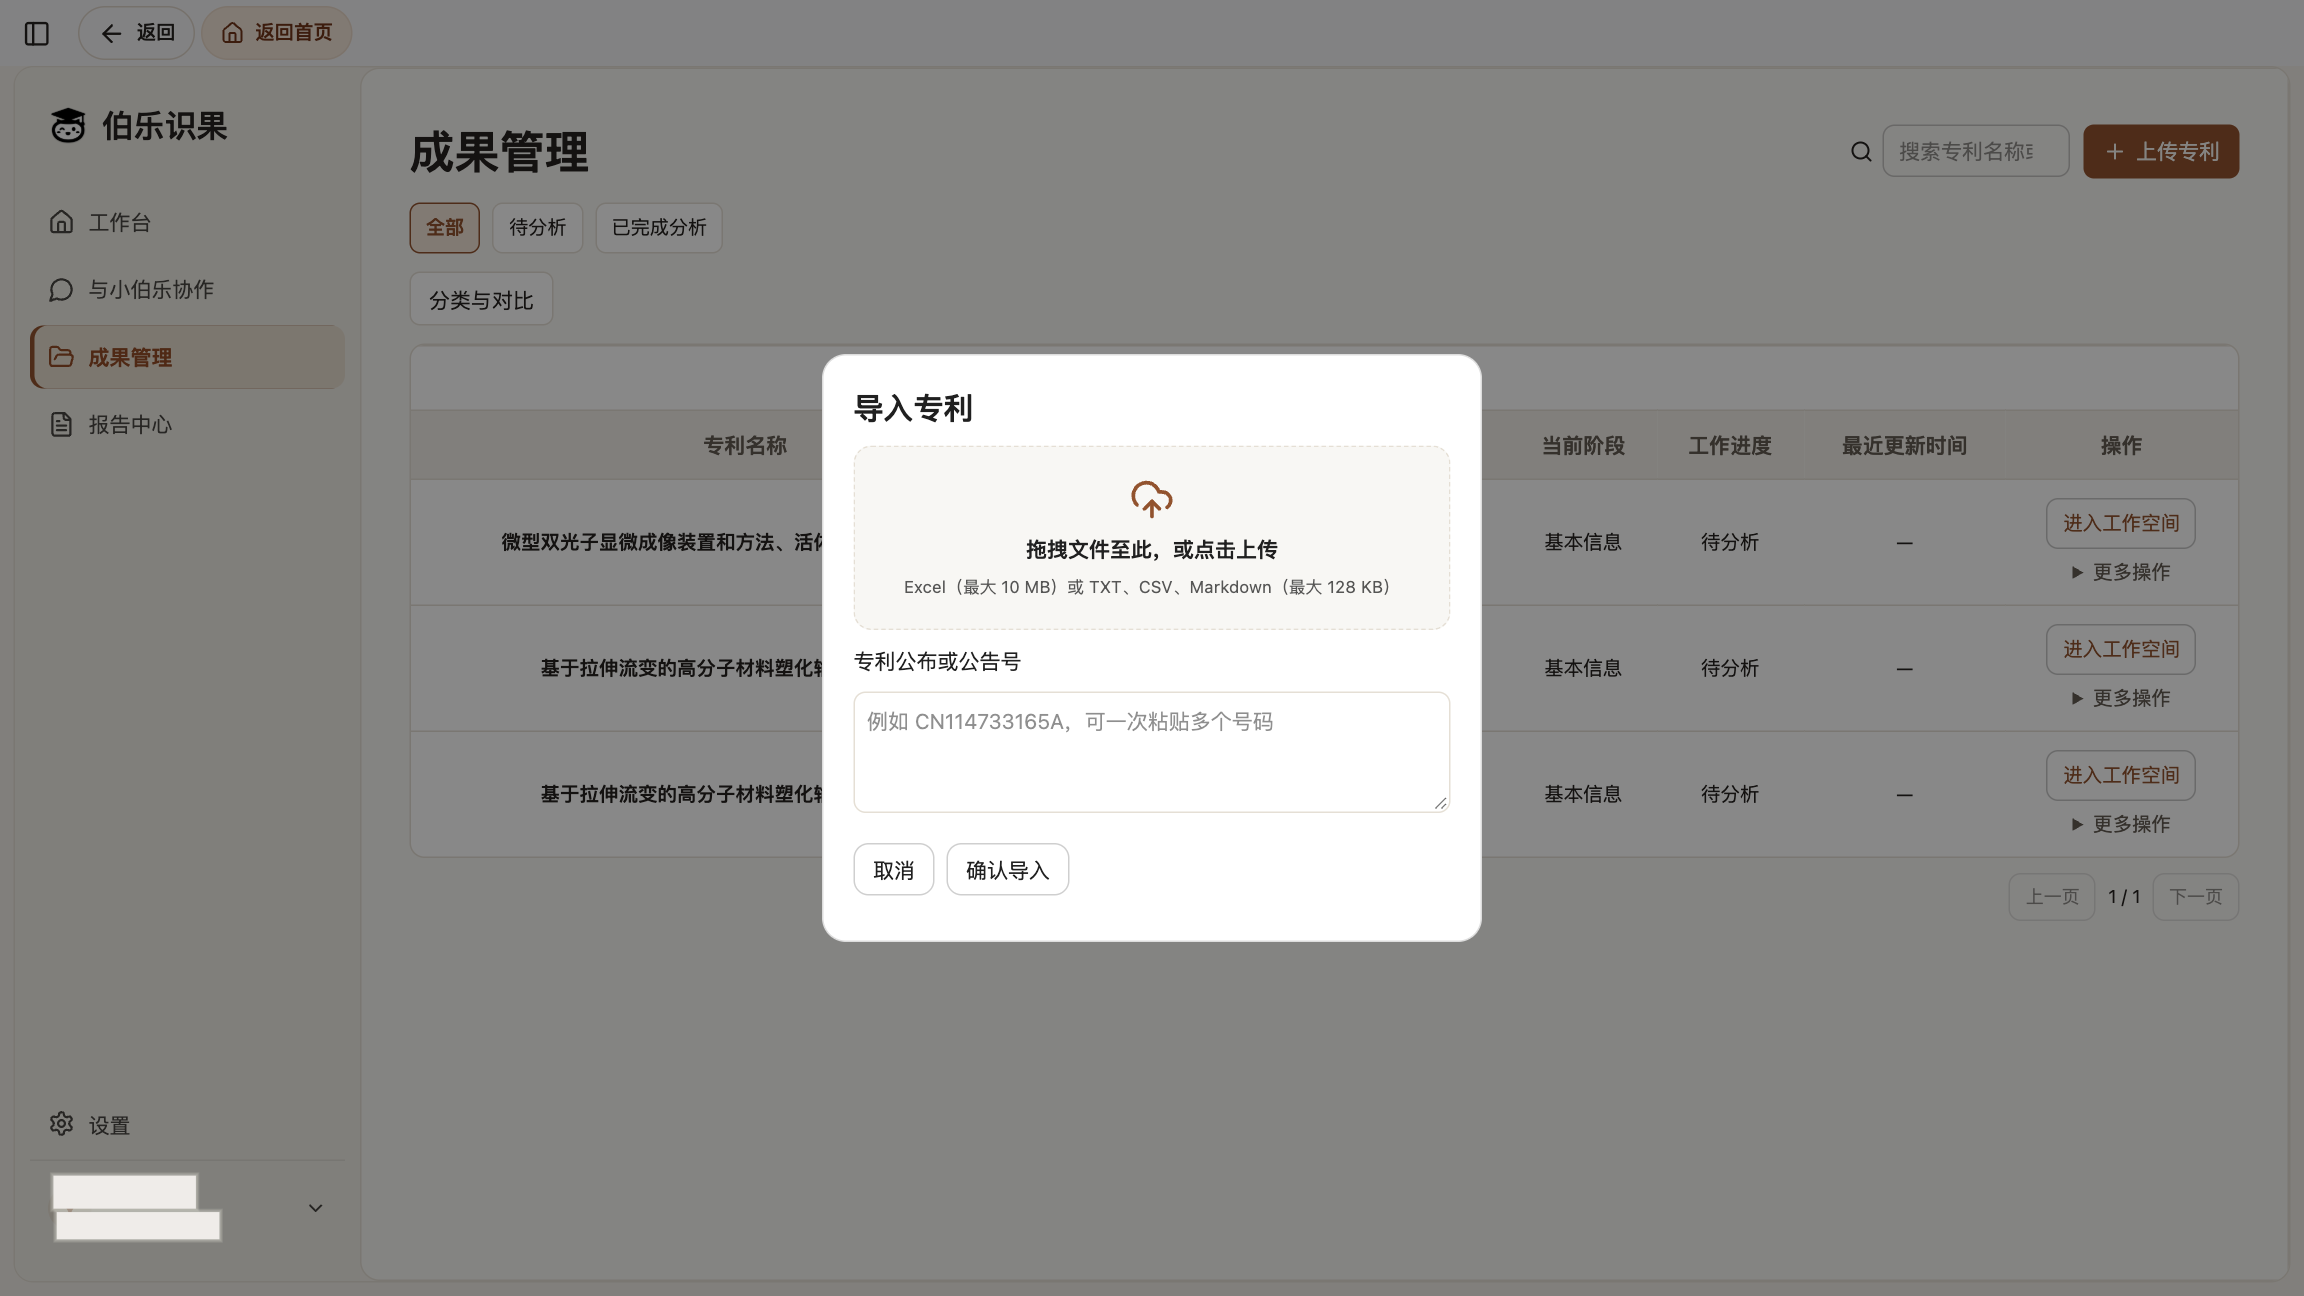 返回
返回首页
伯乐识果
工作台
与小伯乐协作
成果管理
报告中心
设置
成果管理
搜索专利名称
上传专利
全部
待分析
已完成分析
分类与对比
专利名称
当前阶段
工作进度
最近更新时间
操作
微型双光子显微成像装置和方法、活
基本信息
待分析
—
进入工作空间
更多操作
基于拉伸流变的高分子材料塑化
基本信息
待分析
—
进入工作空间
更多操作
基于拉伸流变的高分子材料塑化
基本信息
待分析
—
进入工作空间
更多操作
上一页
1 / 1
下一页
导入专利
拖拽文件至此，或点击上传
Excel（最大 10 MB）或 TXT、CSV、Markdown（最大 128 KB）
专利公布或公告号
例如 CN114733165A，可一次粘贴多个号码
取消
确认导入